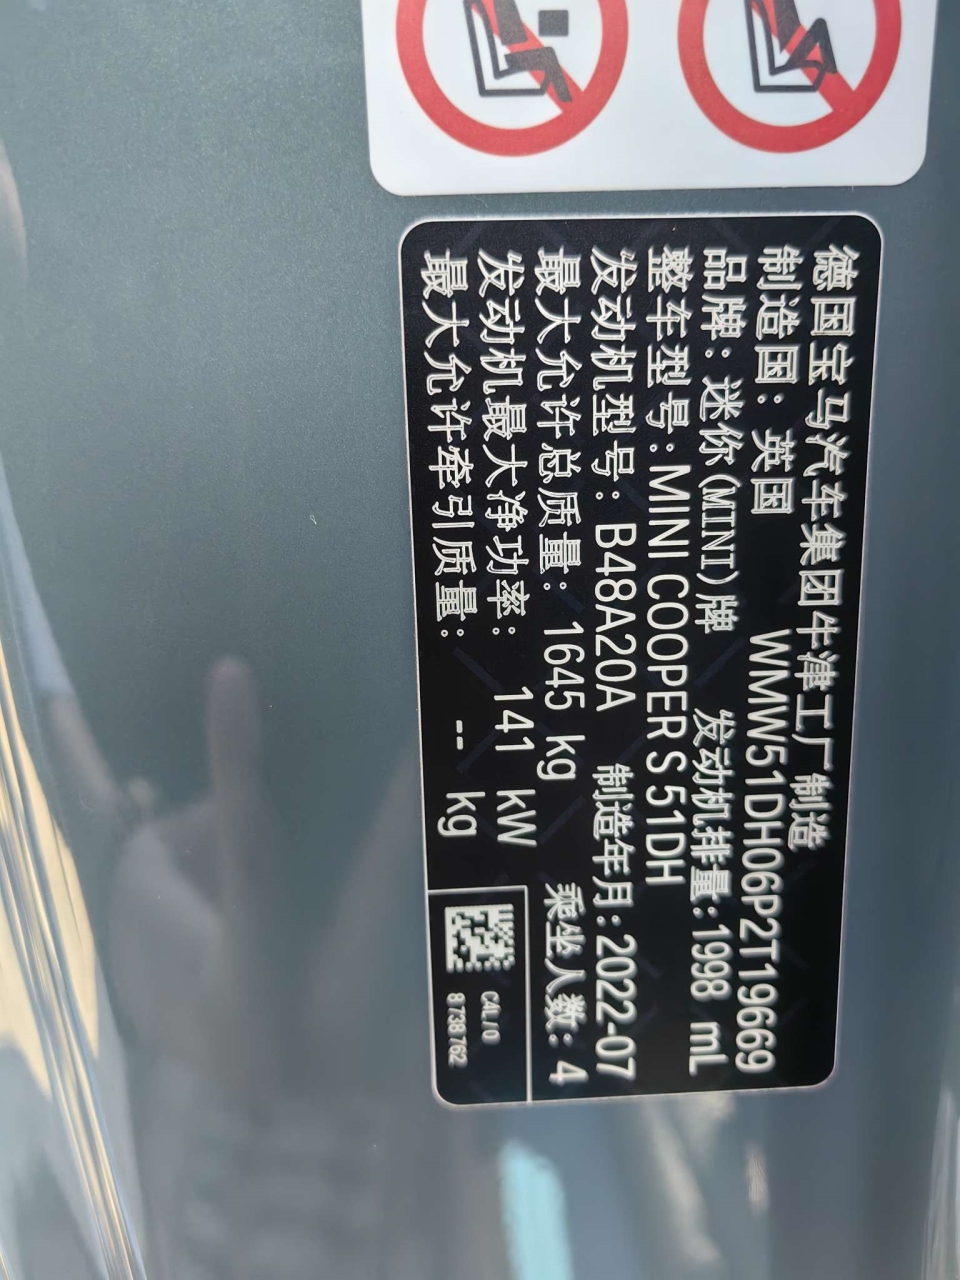 德国宝马汽车集团牛津工厂制造
制造国：英国 WMW51DH06P2T19669
品牌：迷你(MINI)牌 发动机排量：1998 mL
整车型号：MINI COOPER S 51DH
发动机型号：B48A20A 制造年月：2022-07
最大允许总质量：1645 kg 乘坐人数：4
发动机最大净功率：141 kW
最大允许牵引质量：-- kg
C4L/0
8 738 762